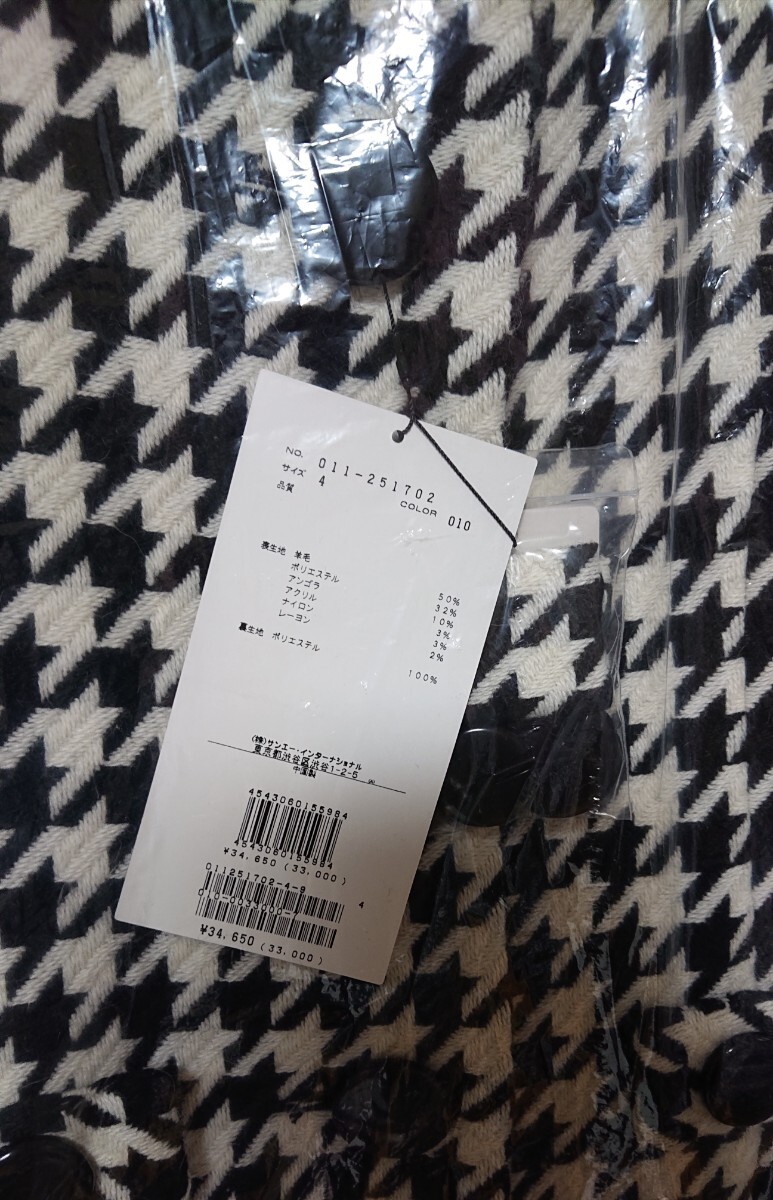 NO. 011-251702
サイズ 4
品質
COLOR 010
表生地 羊毛 50%
ポリエステル 32%
アンゴラ 10%
アクリル 3%
ナイロン 3%
レーヨン 2%
裏生地 ポリエステル 100%
(株)サンエー・インターナショナル
東京都渋谷区渋谷1-2-5
中国製
4543060155984
4543060155984
¥34,650 (33,000)
011251702-4-9
4
¥34,650 (33,000)